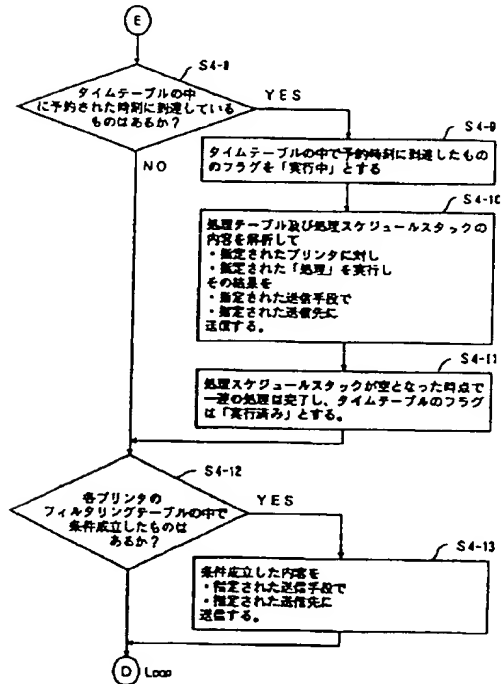 E
S4-8
タイムテーブルの中
に予約された時刻に到達している
ものはあるか?
YES
NO
S4-9
タイムテーブルの中で予約時刻に到達したもの
のフラグを「実行中」とする
S4-10
処理テーブル及び処理スケジュールスタックの
内容を解析して
・指定されたプリンタに対し
・指定された「処理」を実行し
その結果を
・指定された送信手段で
・指定された送信先に
送信する。
S4-11
処理スケジュールスタックが空となった時点で
一連の処理は完了し、タイムテーブルのフラグ
は「実行済み」とする。
S4-12
各プリンタの
フィルタリングテーブルの中で
条件成立したものは
あるか?
YES
S4-13
条件成立した内容を
・指定された送信手段で
・指定された送信先に
送信する。
D Loop